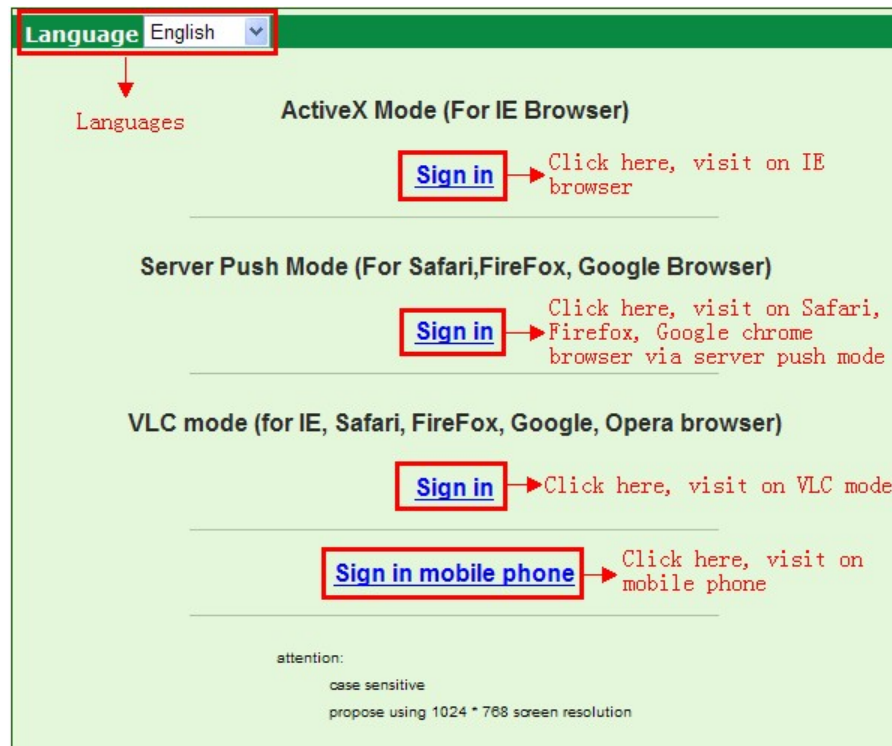 Language English
Languages
ActiveX Mode (For IE Browser)
Sign in
Click here, visit on IE
browser
Server Push Mode (For Safari,FireFox, Google Browser)
Sign in
Click here, visit on Safari,
Firefox, Google chrome
browser via server push mode
VLC mode (for IE, Safari, FireFox, Google, Opera browser)
Sign in
Click here, visit on VLC mode
Sign in mobile phone
Click here, visit on
mobile phone
attention:
case sensitive
propose using 1024 * 768 screen resolution